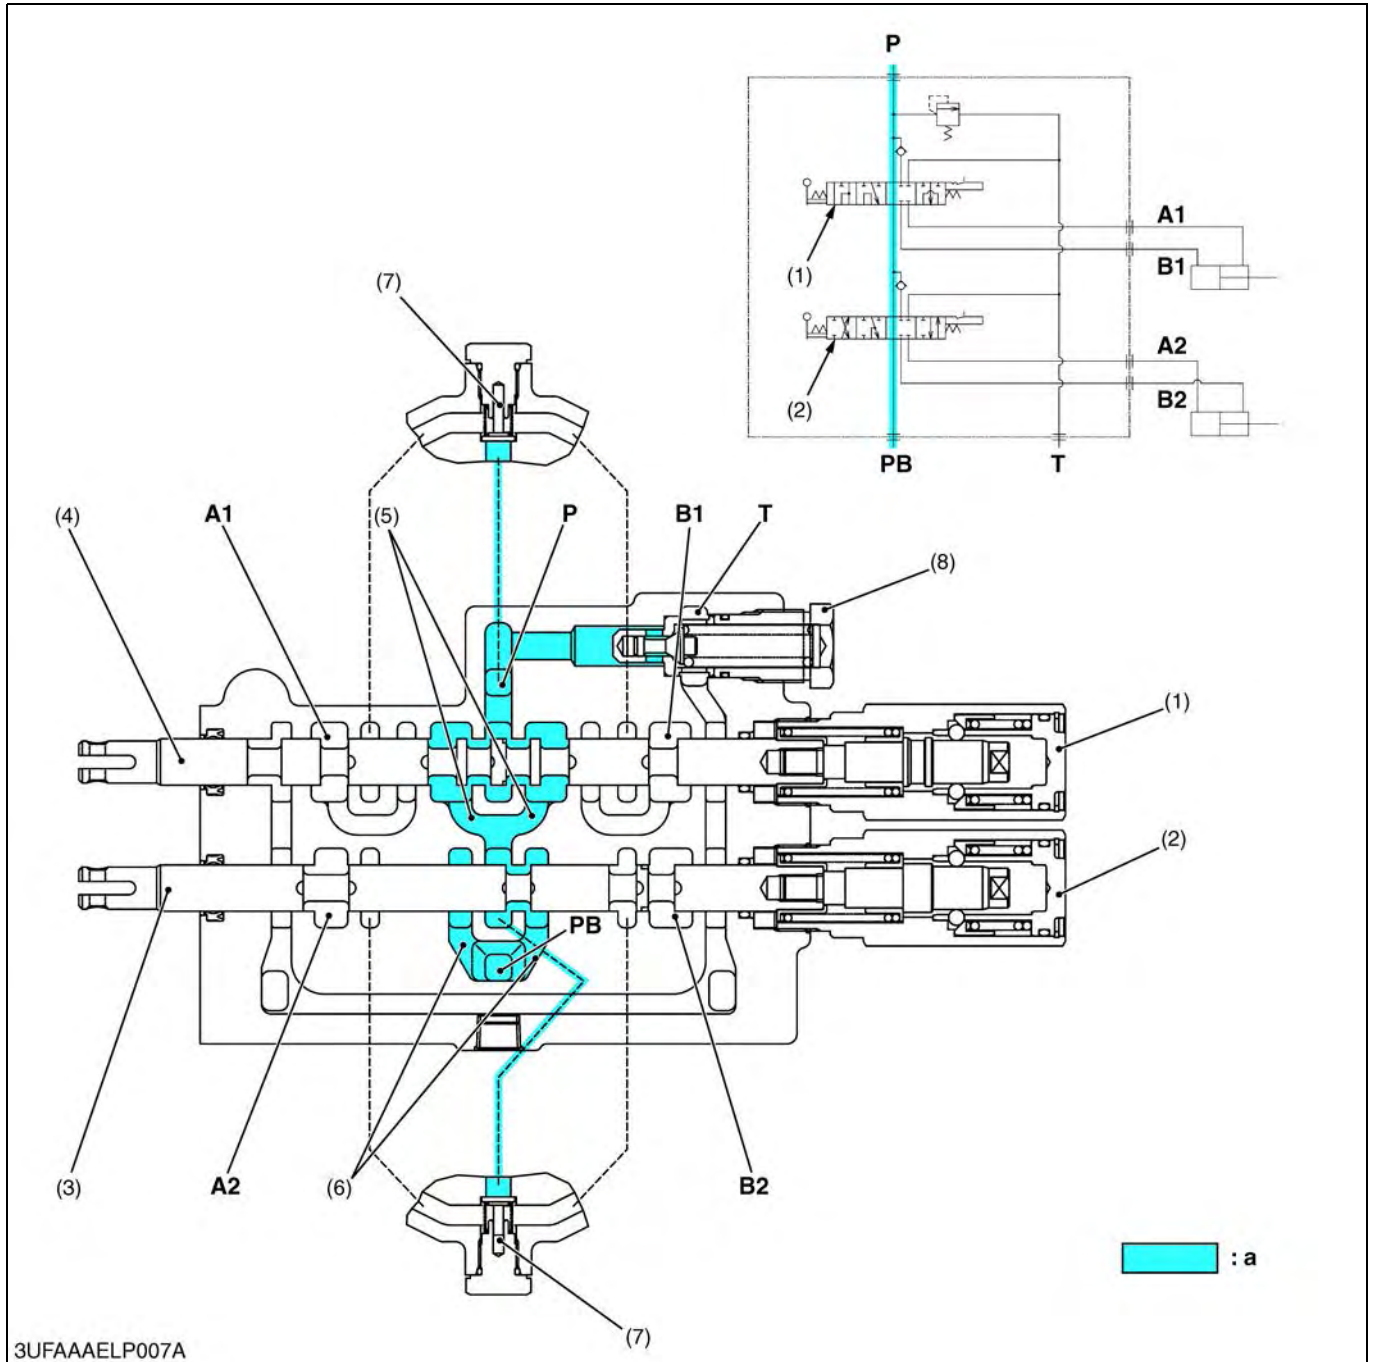 P
(1)
A1
B1
(2)
A2
B2
PB
T
(7)
(4)
A1
(5)
P
B1
T
(8)
(1)
(2)
PB
(3)
A2
(6)
B2
: a
(7)
3UFAAAELP007A